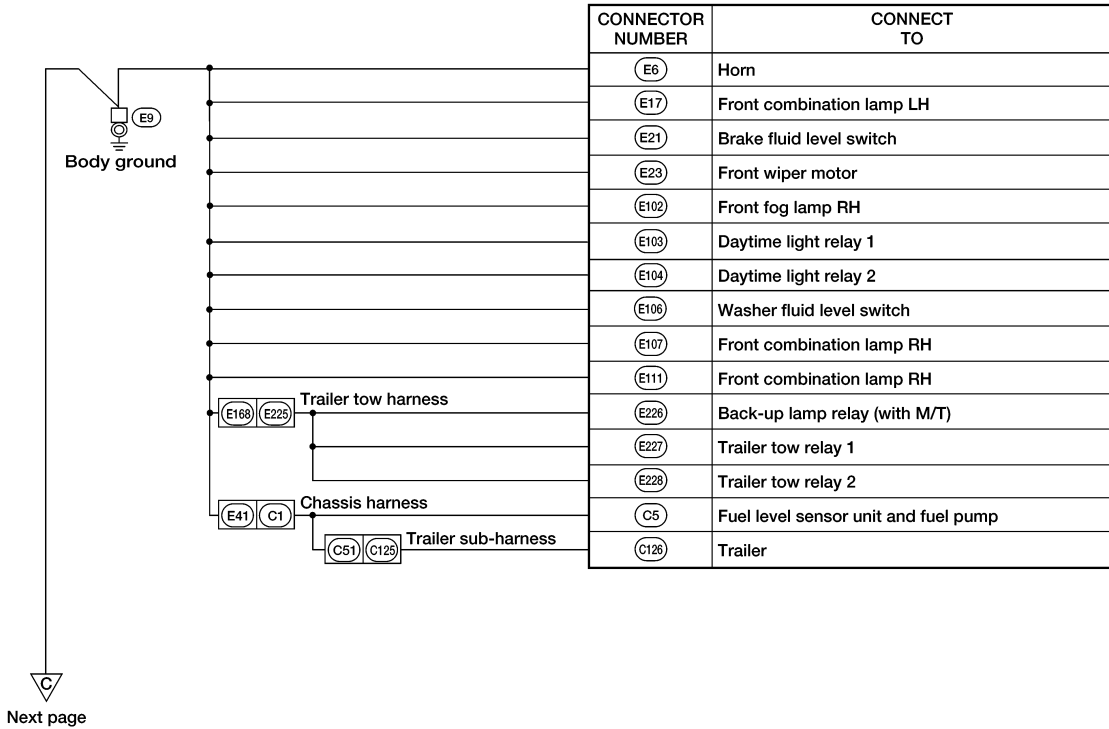 CONNECTOR NUMBER CONNECT TO
E6 Horn
E17 Front combination lamp LH
E9
E21 Brake fluid level switch
Body ground
E23 Front wiper motor
E102 Front fog lamp RH
E103 Daytime light relay 1
E104 Daytime light relay 2
E106 Washer fluid level switch
E107 Front combination lamp RH
E111 Front combination lamp RH
Trailer tow harness
E168 E225 E226 Back-up lamp relay (with M/T)
E227 Trailer tow relay 1
E228 Trailer tow relay 2
Chassis harness
E41 C1 C5 Fuel level sensor unit and fuel pump
Trailer sub-harness
C51 C125 C126 Trailer
C
Next page